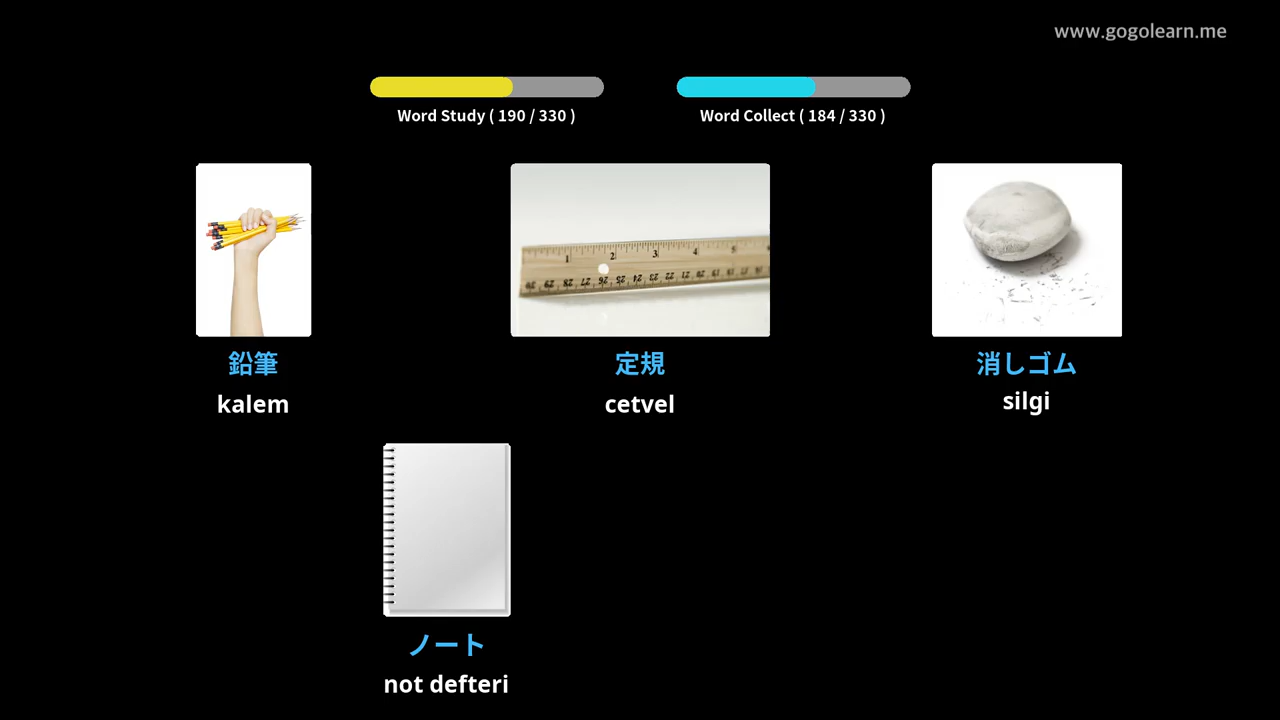 www.gogolearn.me
Word Study ( 190 / 330 )
Word Collect ( 184 / 330 )
鉛筆
kalem
定規
cetvel
消しゴム
silgi
ノート
not defteri